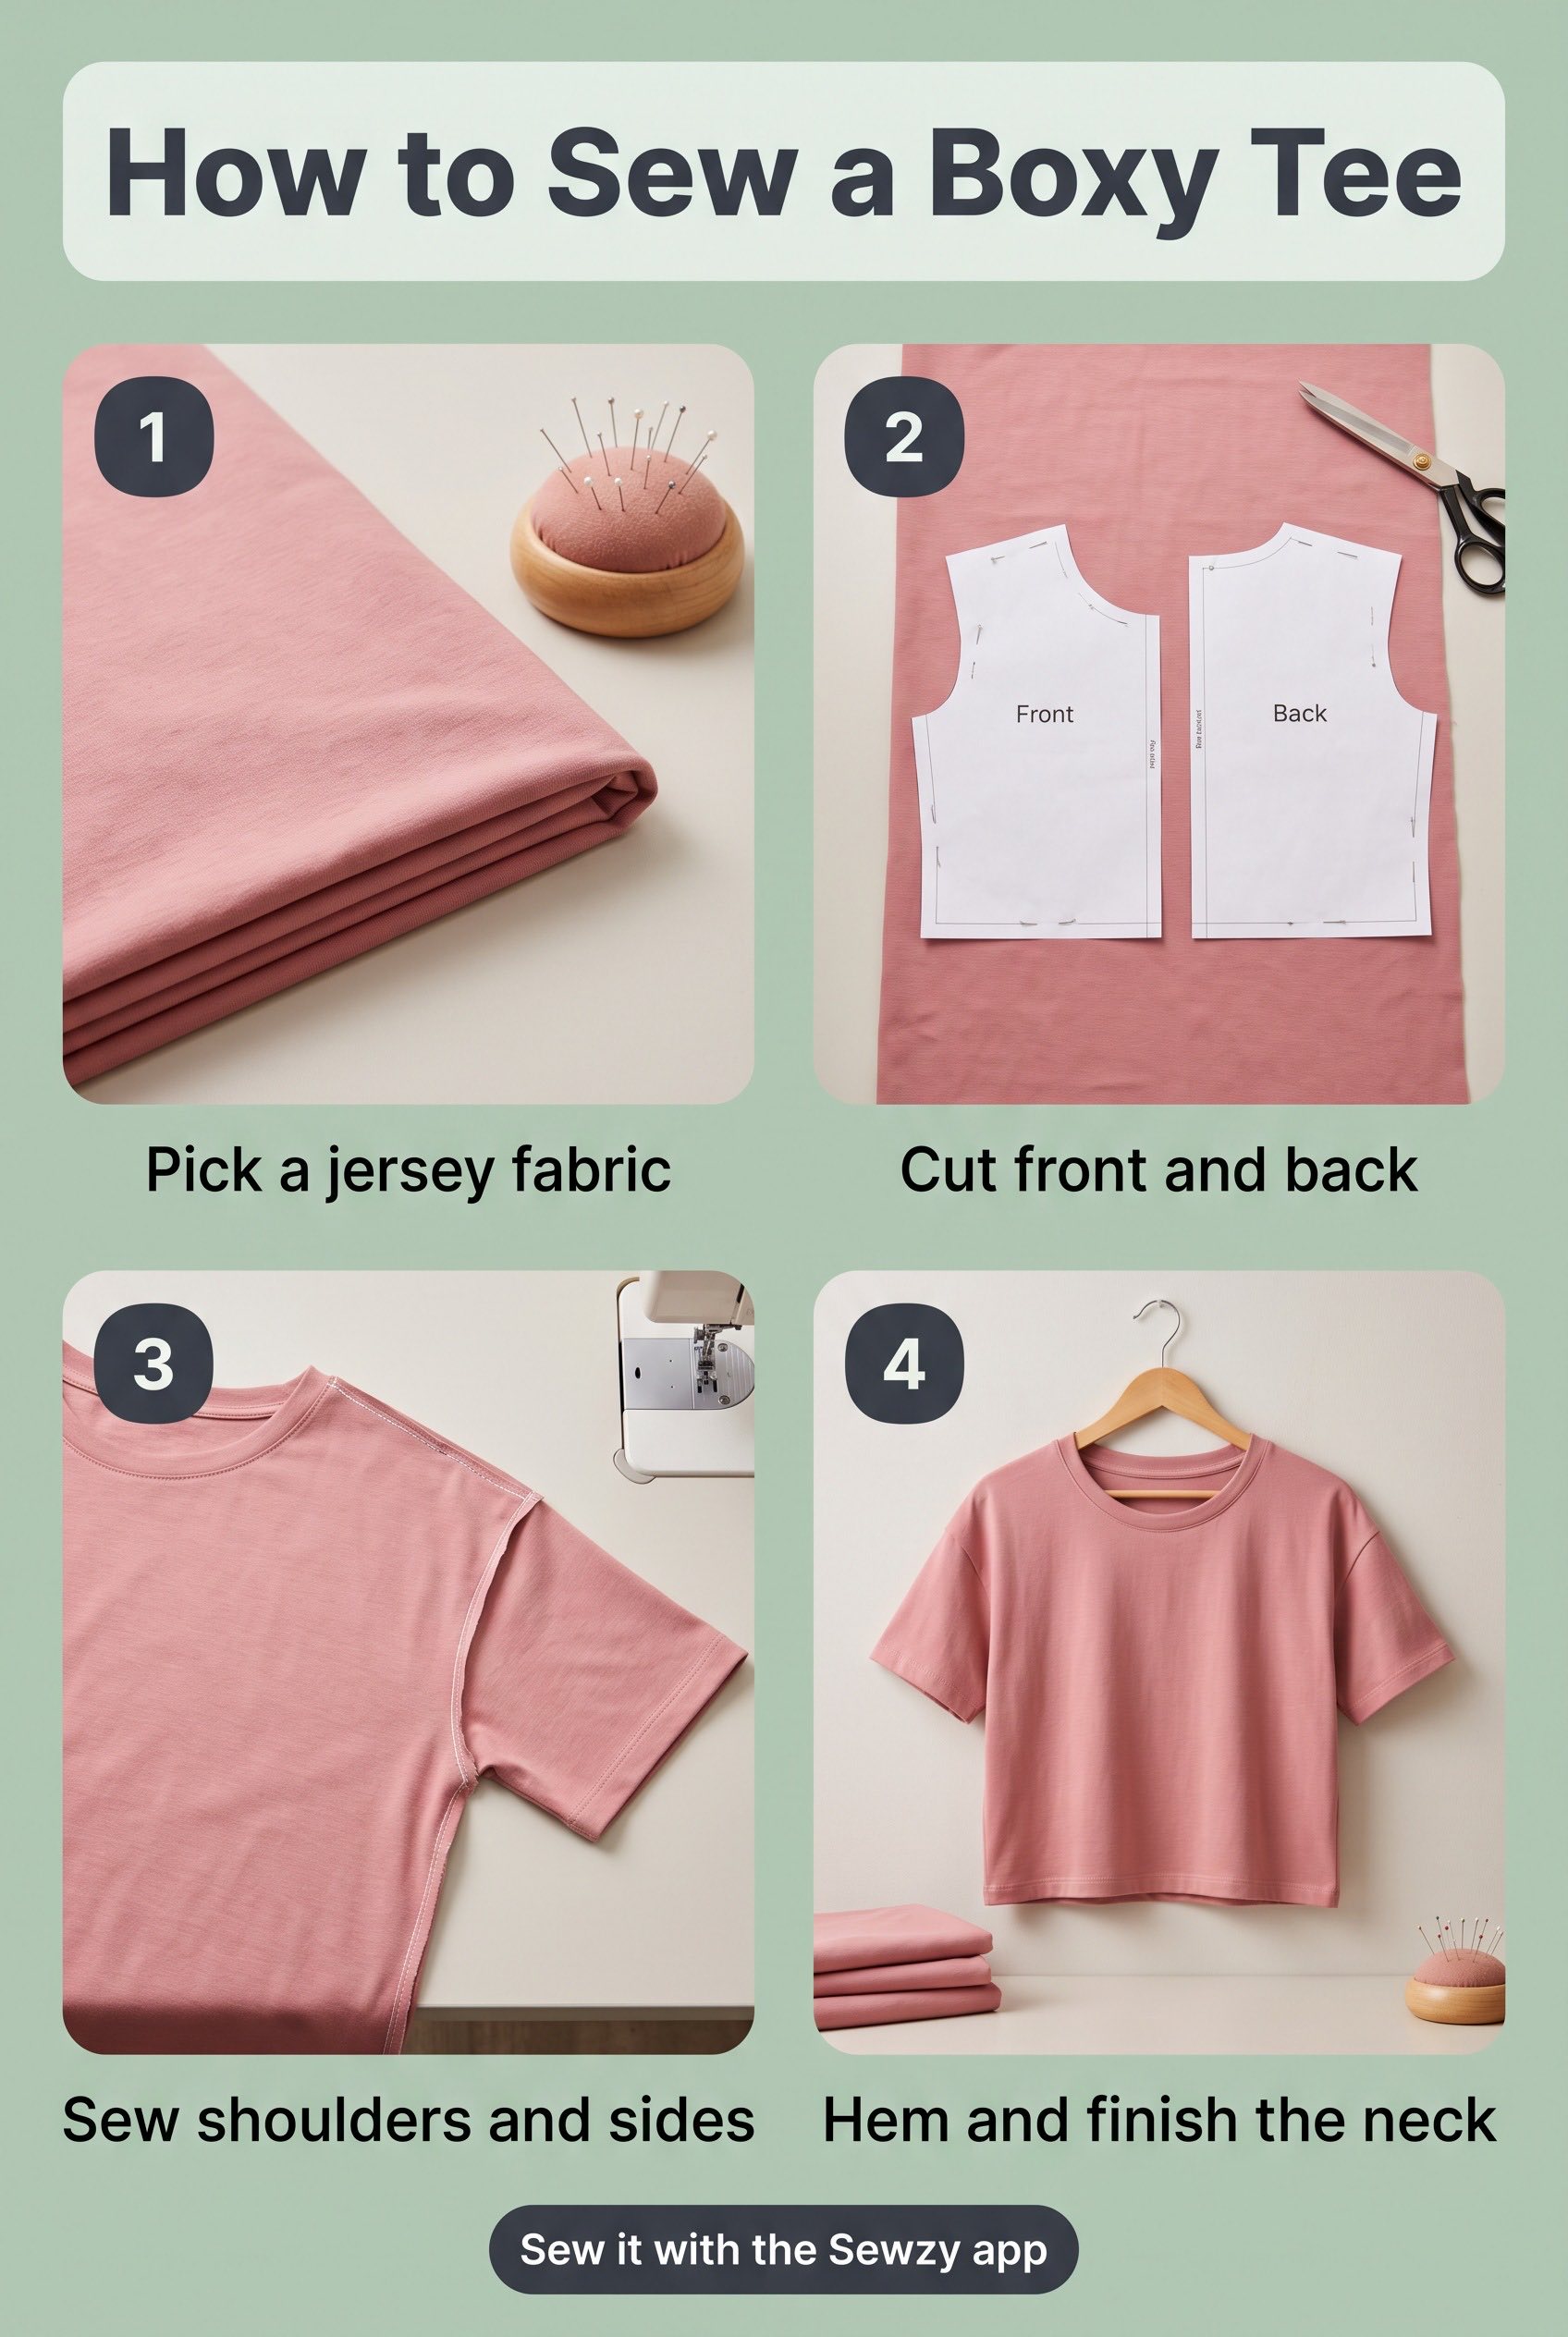 How to Sew a Boxy Tee
1
2
Front
Back
Pick a jersey fabric
Cut front and back
3
4
Sew shoulders and sides
Hem and finish the neck
Sew it with the Sewzy app